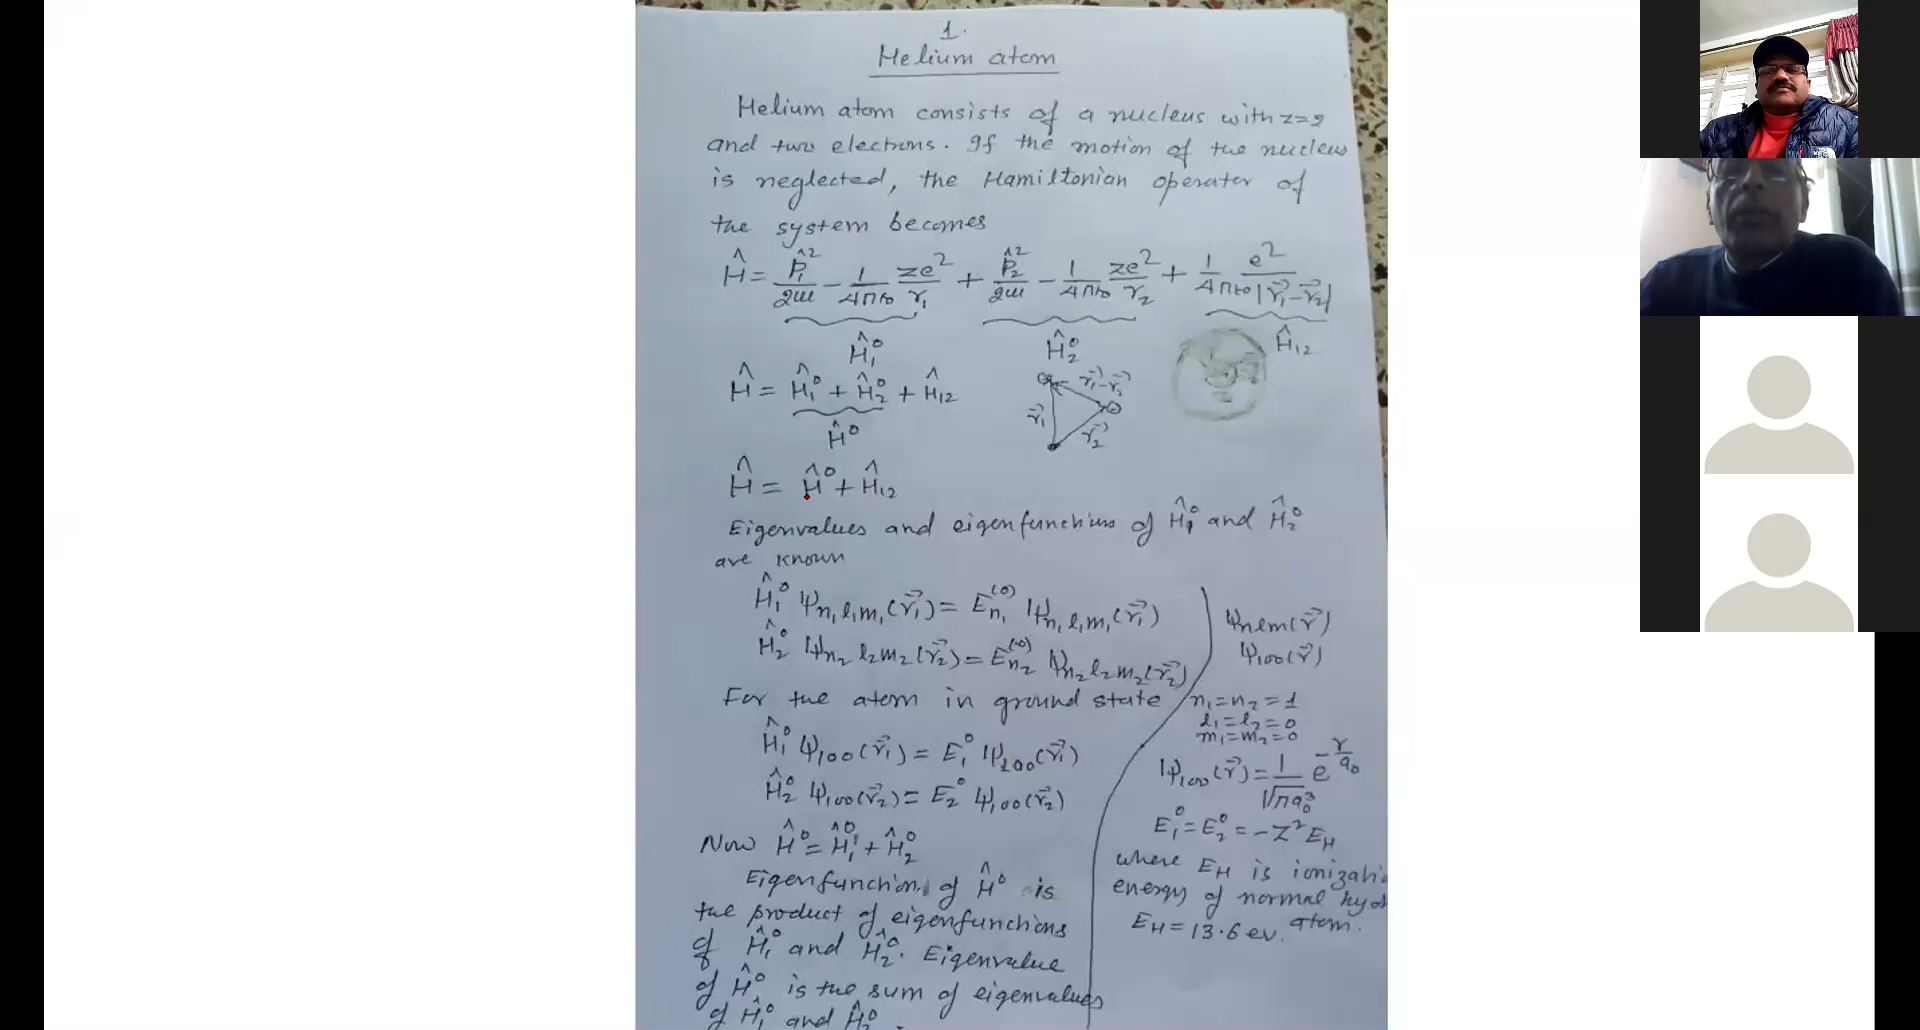 1.
Helium atom
Helium atom consists of a nucleus with z=2
and two electrons. If the motion of the nucleus
is neglected, the Hamiltonian operator of
the system becomes
Ĥ = p̂₁²/2m − 1/4πε₀ ze²/r₁ + p̂₂²/2m − 1/4πε₀ ze²/r₂ + 1/4πε₀ e²/|r⃗₁−r⃗₂|
Ĥ₁⁰ Ĥ₂⁰ Ĥ₁₂
Ĥ = Ĥ₁⁰ + Ĥ₂⁰ + Ĥ₁₂
Ĥ⁰
r⃗₁−r⃗₂
r⃗₁
r⃗₂
Ĥ = Ĥ⁰ + Ĥ₁₂
Eigenvalues and eigenfunctions of Ĥ₁⁰ and Ĥ₂⁰
are known
Ĥ₁⁰ ψn₁l₁m₁(r⃗₁) = En₁⁽⁰⁾ ψn₁l₁m₁(r⃗₁)
Ĥ₂⁰ ψn₂l₂m₂(r⃗₂) = En₂⁽⁰⁾ ψn₂l₂m₂(r⃗₂)
For the atom in ground state
Ĥ₁⁰ ψ₁₀₀(r⃗₁) = E₁⁰ ψ₁₀₀(r⃗₁)
Ĥ₂⁰ ψ₁₀₀(r⃗₂) = E₂⁰ ψ₁₀₀(r⃗₂)
Now Ĥ⁰ = Ĥ₁⁰ + Ĥ₂⁰
Eigenfunction of Ĥ⁰ is
the product of eigenfunctions
of Ĥ₁⁰ and Ĥ₂⁰. Eigenvalue
of Ĥ⁰ is the sum of eigenvalues
of Ĥ₁⁰ and Ĥ₂⁰.
ψnlm(r⃗)
ψ₁₀₀(r⃗)
n₁=n₂=1
l₁=l₂=0
m₁=m₂=0
ψ₁₀₀(r⃗) = 1/√πa₀³ e^−r/a₀
E₁⁰ = E₂⁰ = −Z²E_H
where E_H is ionizatio
energy of normal hyd
atom.
E_H = 13.6 ev.